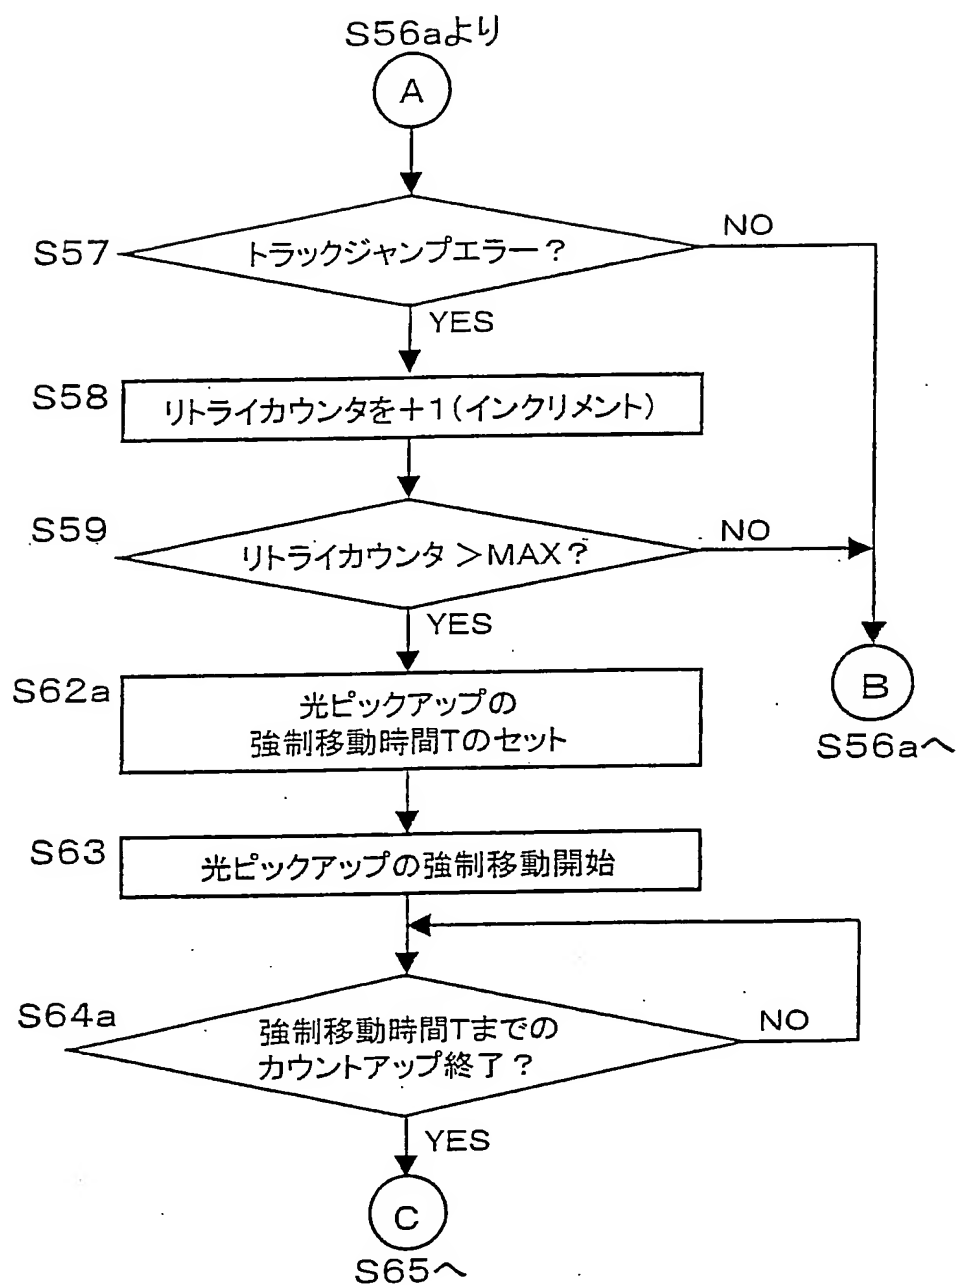 S56aより
A
S57
トラックジャンプエラー?
NO
YES
S58
リトライカウンタを+1(インクリメント)
S59
リトライカウンタ>MAX?
NO
YES
S62a
光ピックアップの
強制移動時間Tのセット
B
S56aへ
S63
光ピックアップの強制移動開始
S64a
強制移動時間Tまでの
カウントアップ終了?
NO
YES
C
S65へ